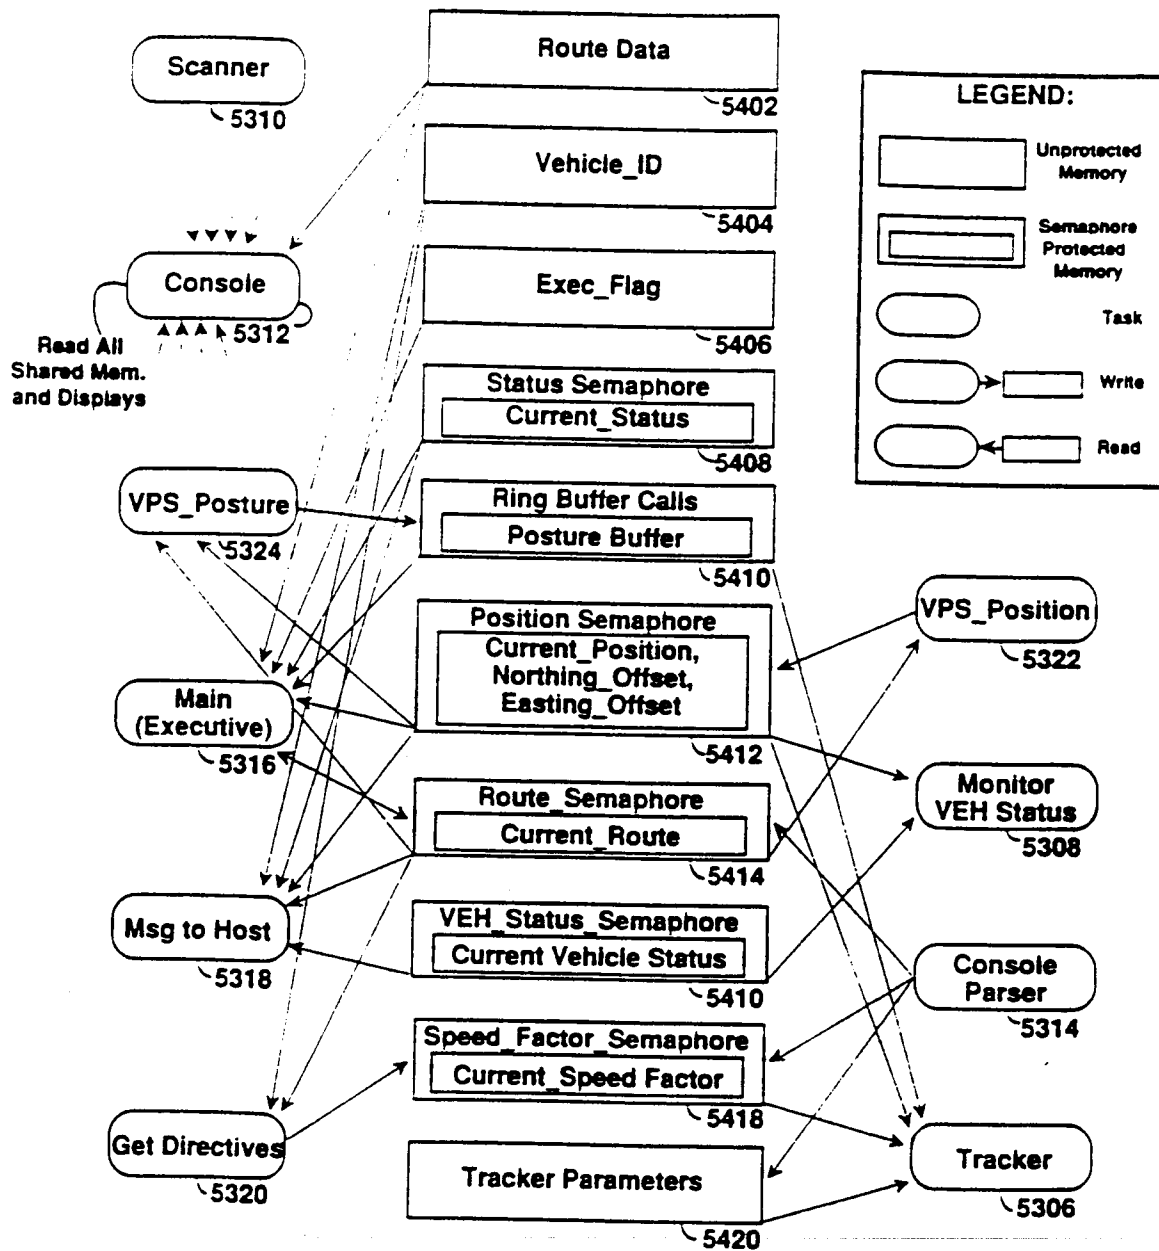 Scanner
5310
Console
5312
Read All
Shared Mem.
and Displays
VPS_Posture
5324
Main
(Executive)
5316
Msg to Host
5318
Get Directives
5320
Route Data
5402
Vehicle_ID
5404
Exec_Flag
5406
Status Semaphore
Current_Status
5408
Ring Buffer Calls
Posture Buffer
5410
Position Semaphore
Current_Position,
Northing_Offset,
Easting_Offset
5412
Route_Semaphore
Current_Route
5414
VEH_Status_Semaphore
Current Vehicle Status
5410
Speed_Factor_Semaphore
Current_Speed Factor
5418
Tracker Parameters
5420
LEGEND:
Unprotected
Memory
Semaphore
Protected
Memory
Task
Write
Read
VPS_Position
5322
Monitor
VEH Status
5308
Console
Parser
5314
Tracker
5306